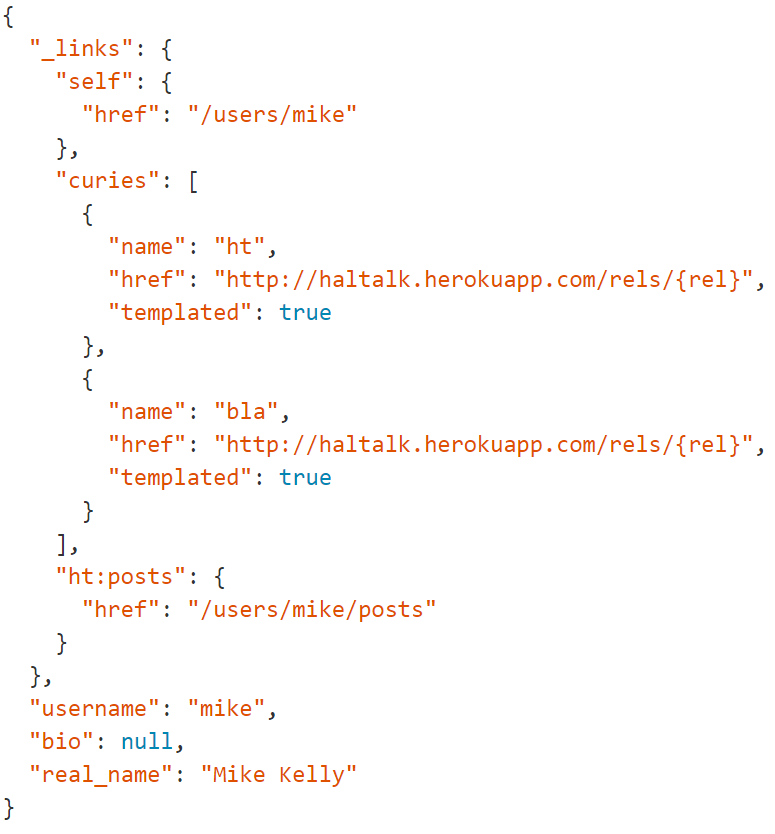 {
  "_links": {
    "self": {
      "href": "/users/mike"
    },
    "curies": [
      {
        "name": "ht",
        "href": "http://haltalk.herokuapp.com/rels/{rel}",
        "templated": true
      },
      {
        "name": "bla",
        "href": "http://haltalk.herokuapp.com/rels/{rel}",
        "templated": true
      }
    ],
    "ht:posts": {
      "href": "/users/mike/posts"
    }
  },
  "username": "mike",
  "bio": null,
  "real_name": "Mike Kelly"
}